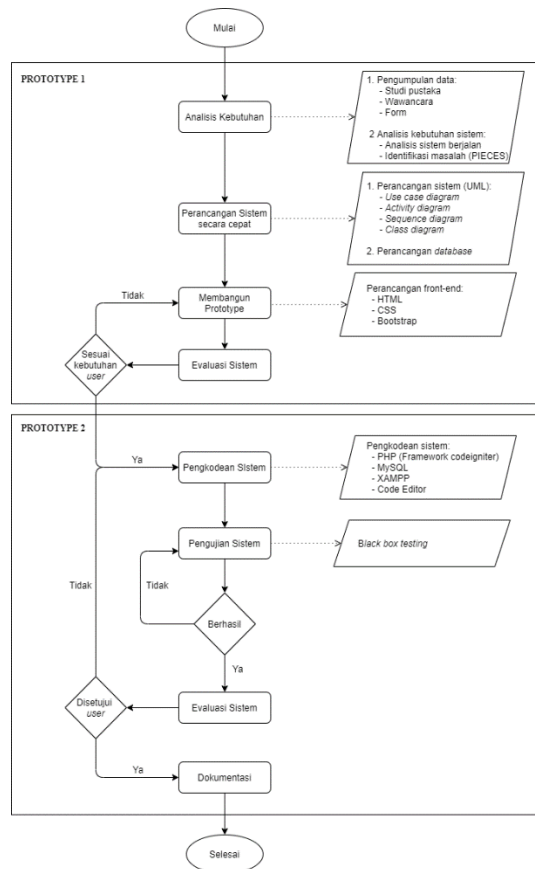 Mulai
PROTOTYPE 1
Analisis Kebutuhan
1. Pengumpulan data:
- Studi pustaka
- Wawancara
- Form
2 Analisis kebutuhan sistem:
- Analisis sistem berjalan
- Identifikasi masalah (PIECES)
Perancangan Sistem
secara cepat
1. Perancangan sistem (UML):
- Use case diagram
- Activity diagram
- Sequence diagram
- Class diagram
2. Perancangan database
Tidak
Membangun
Prototype
Perancangan front-end:
- HTML
- CSS
- Bootstrap
Sesuai
kebutuhan
user
Evaluasi Sistem
PROTOTYPE 2
Ya
Pengkodean Sistem
Pengkodean sistem:
- PHP (Framework codeigniter)
- MySQL
- XAMPP
- Code Editor
Pengujian Sistem
Black box testing
Tidak
Tidak
Berhasil
Ya
Disetujui
user
Evaluasi Sistem
Ya
Dokumentasi
Selesai